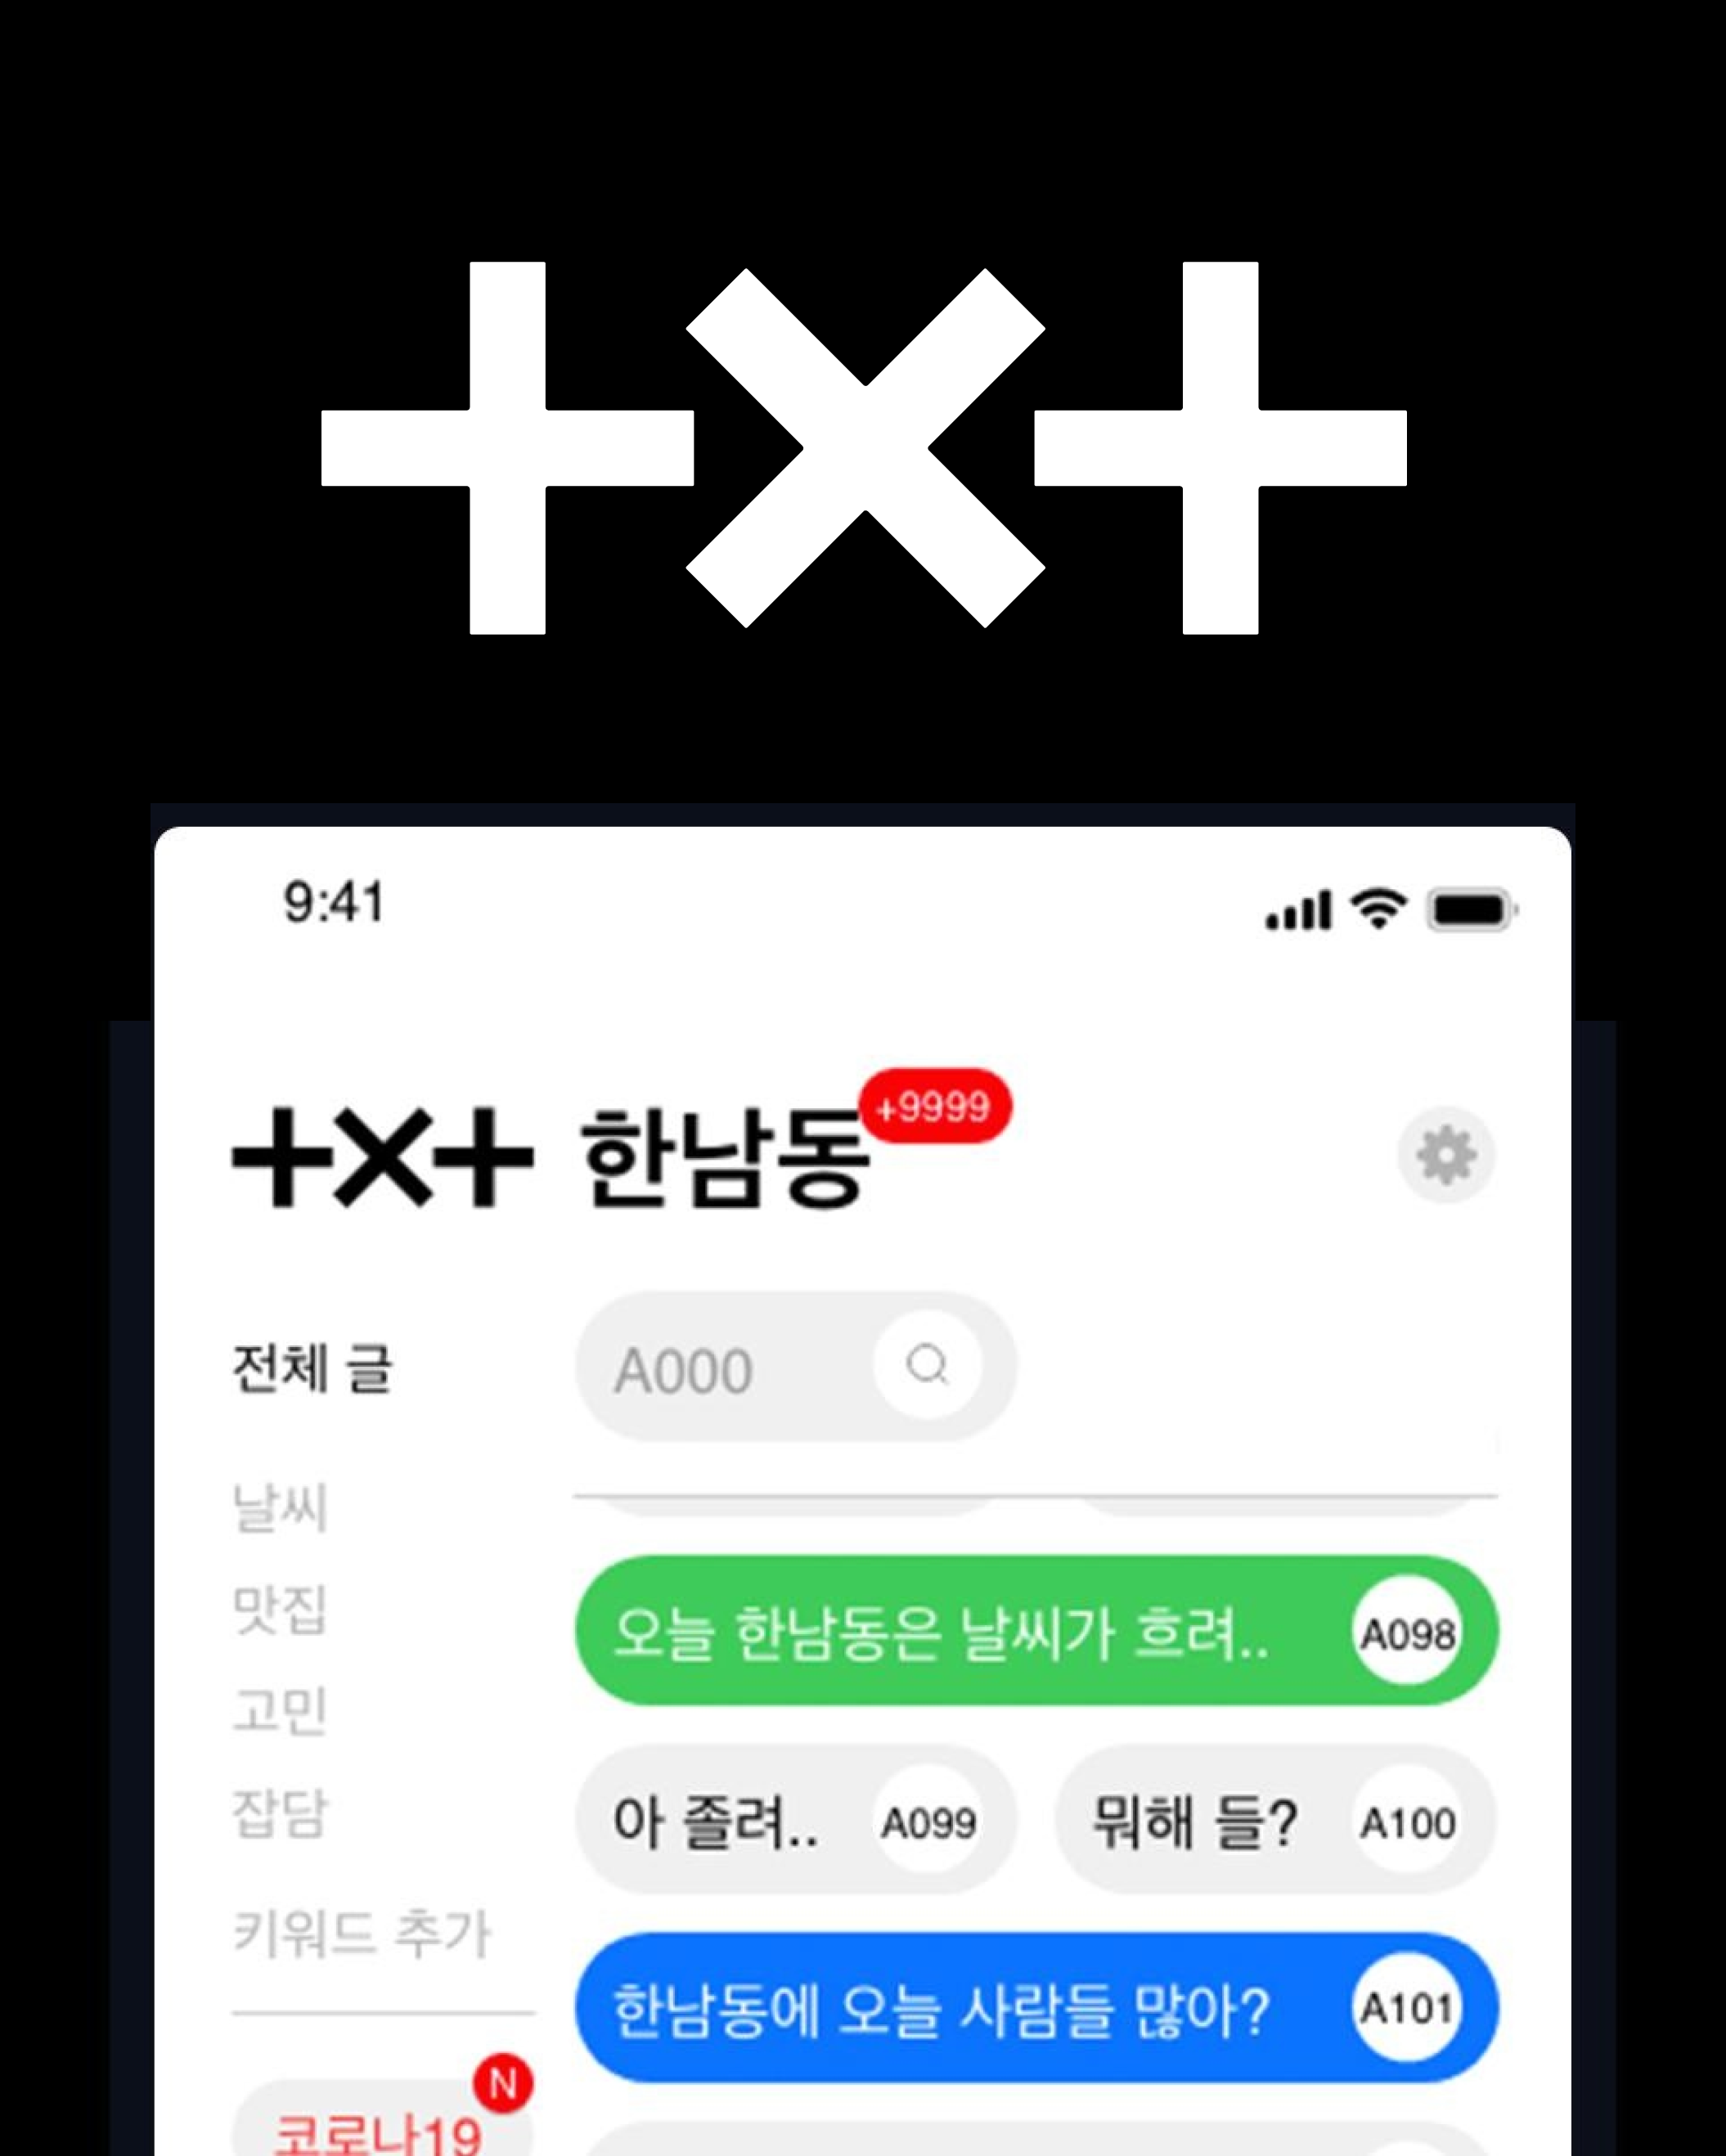 +×+
9:41
+×+ 한남동 +9999
전체 글
A000
날씨
맛집
고민
잡담
키워드 추가
N
코로나19
오늘 한남동은 날씨가 흐려.. A098
아 졸려.. A099
뭐해 들? A100
한남동에 오늘 사람들 많아? A101